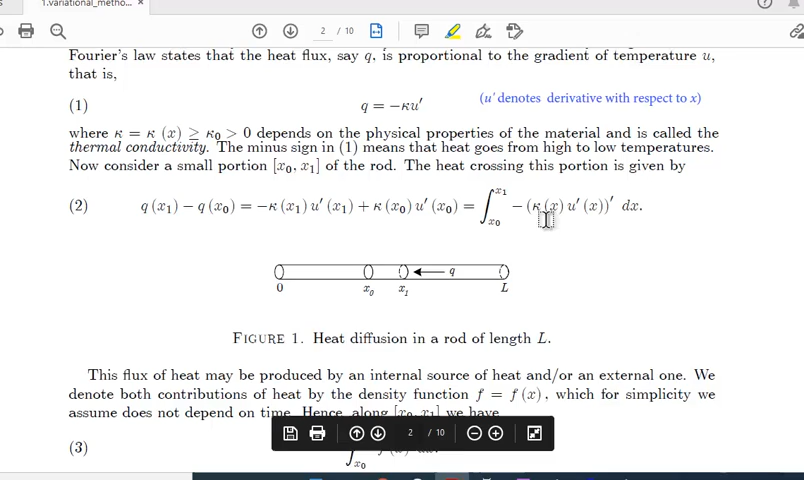 1.variational_metho...
2 / 10
Fourier's law states that the heat flux, say q, is proportional to the gradient of temperature u,
that is,
(1) q = −κu′ (u′ denotes derivative with respect to x)
where κ = κ (x) ≥ κ₀ > 0 depends on the physical properties of the material and is called the
thermal conductivity. The minus sign in (1) means that heat goes from high to low temperatures.
Now consider a small portion [x₀, x₁] of the rod. The heat crossing this portion is given by
(2) q (x₁) − q (x₀) = −κ (x₁) u′ (x₁) + κ (x₀) u′ (x₀) = ∫_{x₀}^{x₁} − (κ (x) u′ (x))′ dx.
q
0 x₀ x₁ L
FIGURE 1. Heat diffusion in a rod of length L.
This flux of heat may be produced by an internal source of heat and/or an external one. We
denote both contributions of heat by the density function f = f (x), which for simplicity we
assume does not depend on time. Hence, along [x₀, x₁] we have
2 / 10
(3)
∫_{x₀}